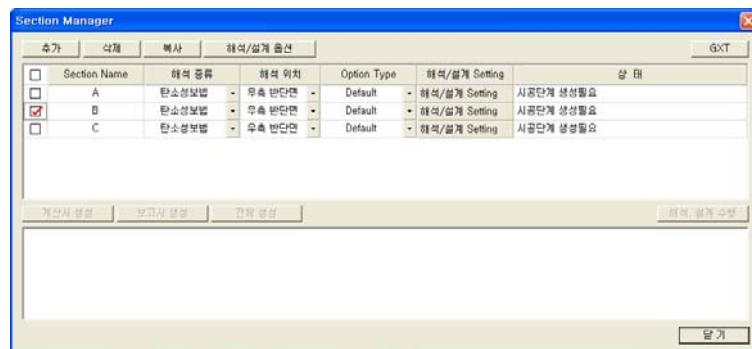 Section Manager
추가 삭제 복사 해석/설계 옵션 GXT
Section Name 해석 종류 해석 위치 Option Type 해석/설계 Setting 상 태
A 탄소성보법 우측 반단면 Default 해석/설계 Setting 시공단계 생성필요
B 탄소성보법 우측 반단면 Default 해석/설계 Setting 시공단계 생성필요
C 탄소성보법 우측 반단면 Default 해석/설계 Setting 시공단계 생성필요
계산서 생성 보고서 생성 전체 생성 해석, 설계 수행
닫 기